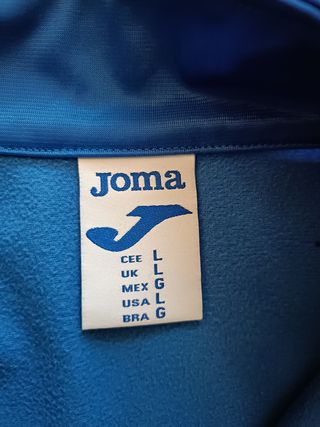 Joma
CEE L
UK L
MEX G
USA L
BRA G